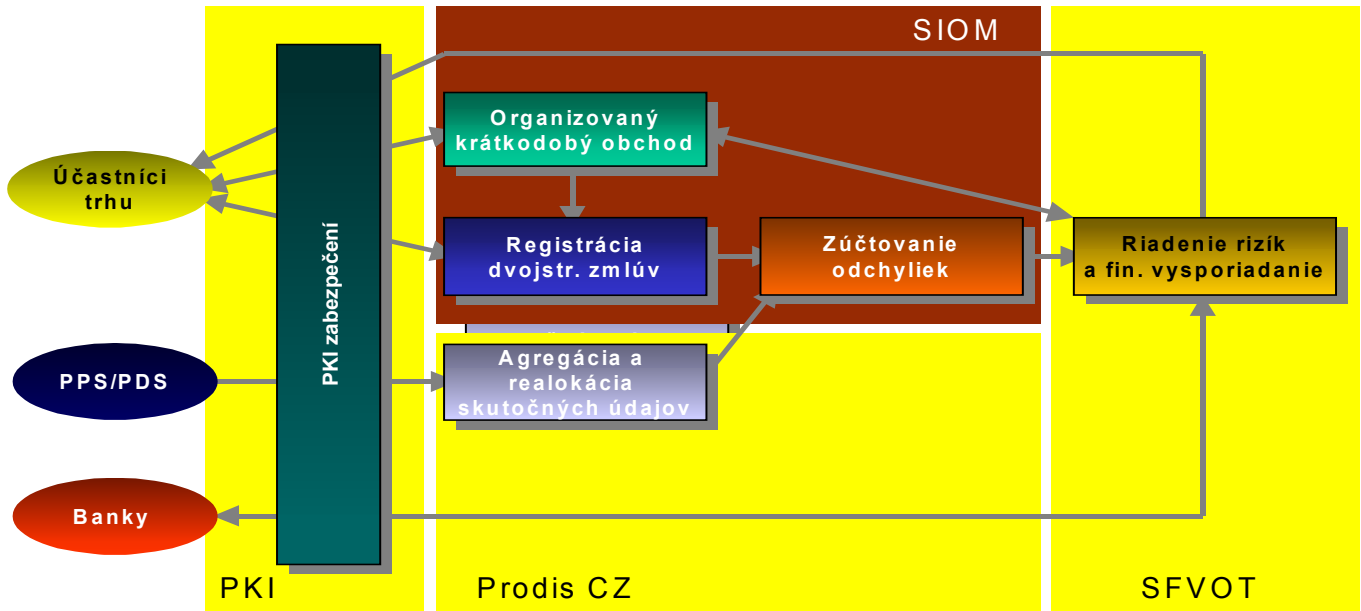 SIOM
Organizovaný
krátkodobý obchod
Účastníci
trhu
PKI zabezpečení
Registrácia
dvojstr. zmlúv
Zúčtovanie
odchyliek
Riadenie rizík
a fin. vysporiadanie
PPS/PDS
Agregácia a
realokácia
skutočných údajov
Banky
PKI
Prodis CZ
SFVOT